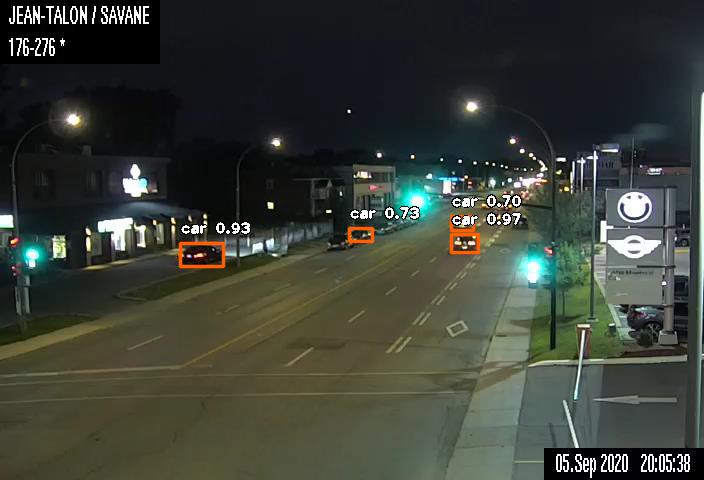 JEAN-TALON / SAVANE
176-276 *
car 0.70
car 0.73
car 0.97
car 0.93
05.Sep 2020 20:05:38